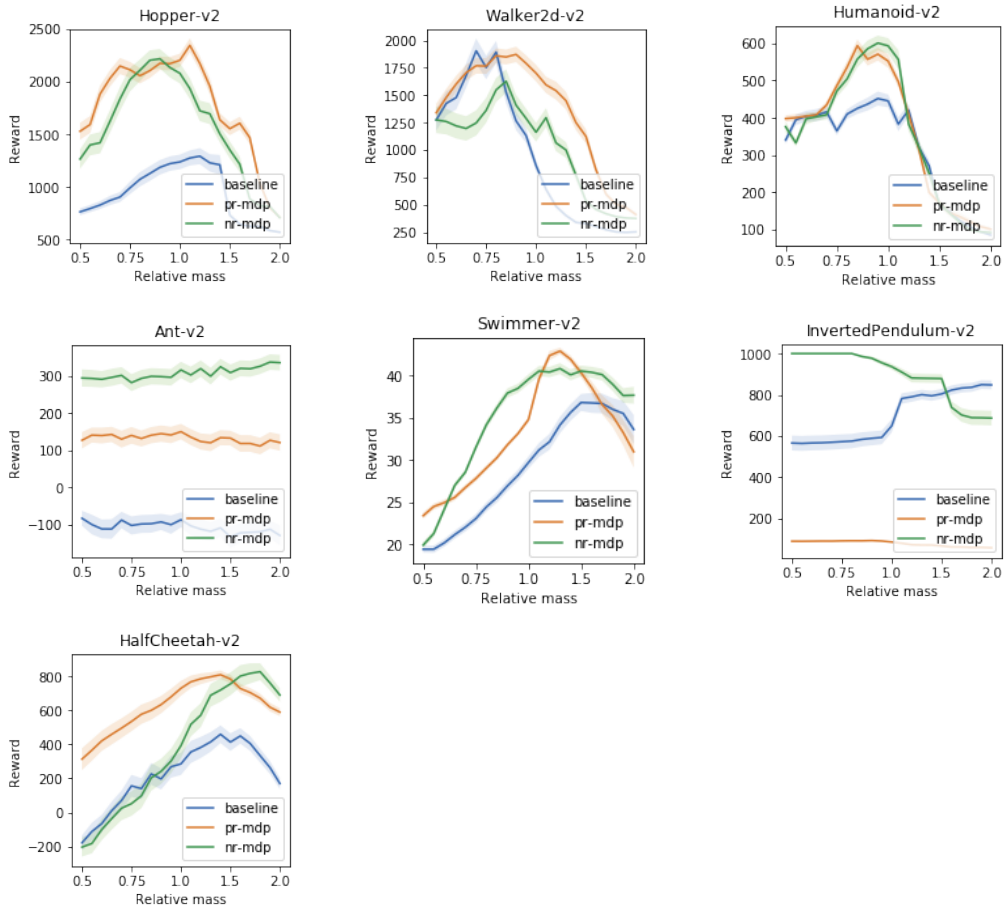 Hopper-v2
2500
2000
1500
1000
500
Reward
0.5 0.75 1.0 1.5 2.0
Relative mass
baseline
pr-mdp
nr-mdp
Walker2d-v2
2000
1750
1500
1250
1000
750
500
250
Reward
0.5 0.75 1.0 1.5 2.0
Relative mass
baseline
pr-mdp
nr-mdp
Humanoid-v2
600
500
400
300
200
100
Reward
0.5 0.75 1.0 1.5 2.0
Relative mass
baseline
pr-mdp
nr-mdp
Ant-v2
300
200
100
0
−100
Reward
0.5 0.75 1.0 1.5 2.0
Relative mass
baseline
pr-mdp
nr-mdp
Swimmer-v2
40
35
30
25
20
Reward
0.5 0.75 1.0 1.5 2.0
Relative mass
baseline
pr-mdp
nr-mdp
InvertedPendulum-v2
1000
800
600
400
200
Reward
0.5 0.75 1.0 1.5 2.0
Relative mass
baseline
pr-mdp
nr-mdp
HalfCheetah-v2
800
600
400
200
0
−200
Reward
0.5 0.75 1.0 1.5 2.0
Relative mass
baseline
pr-mdp
nr-mdp